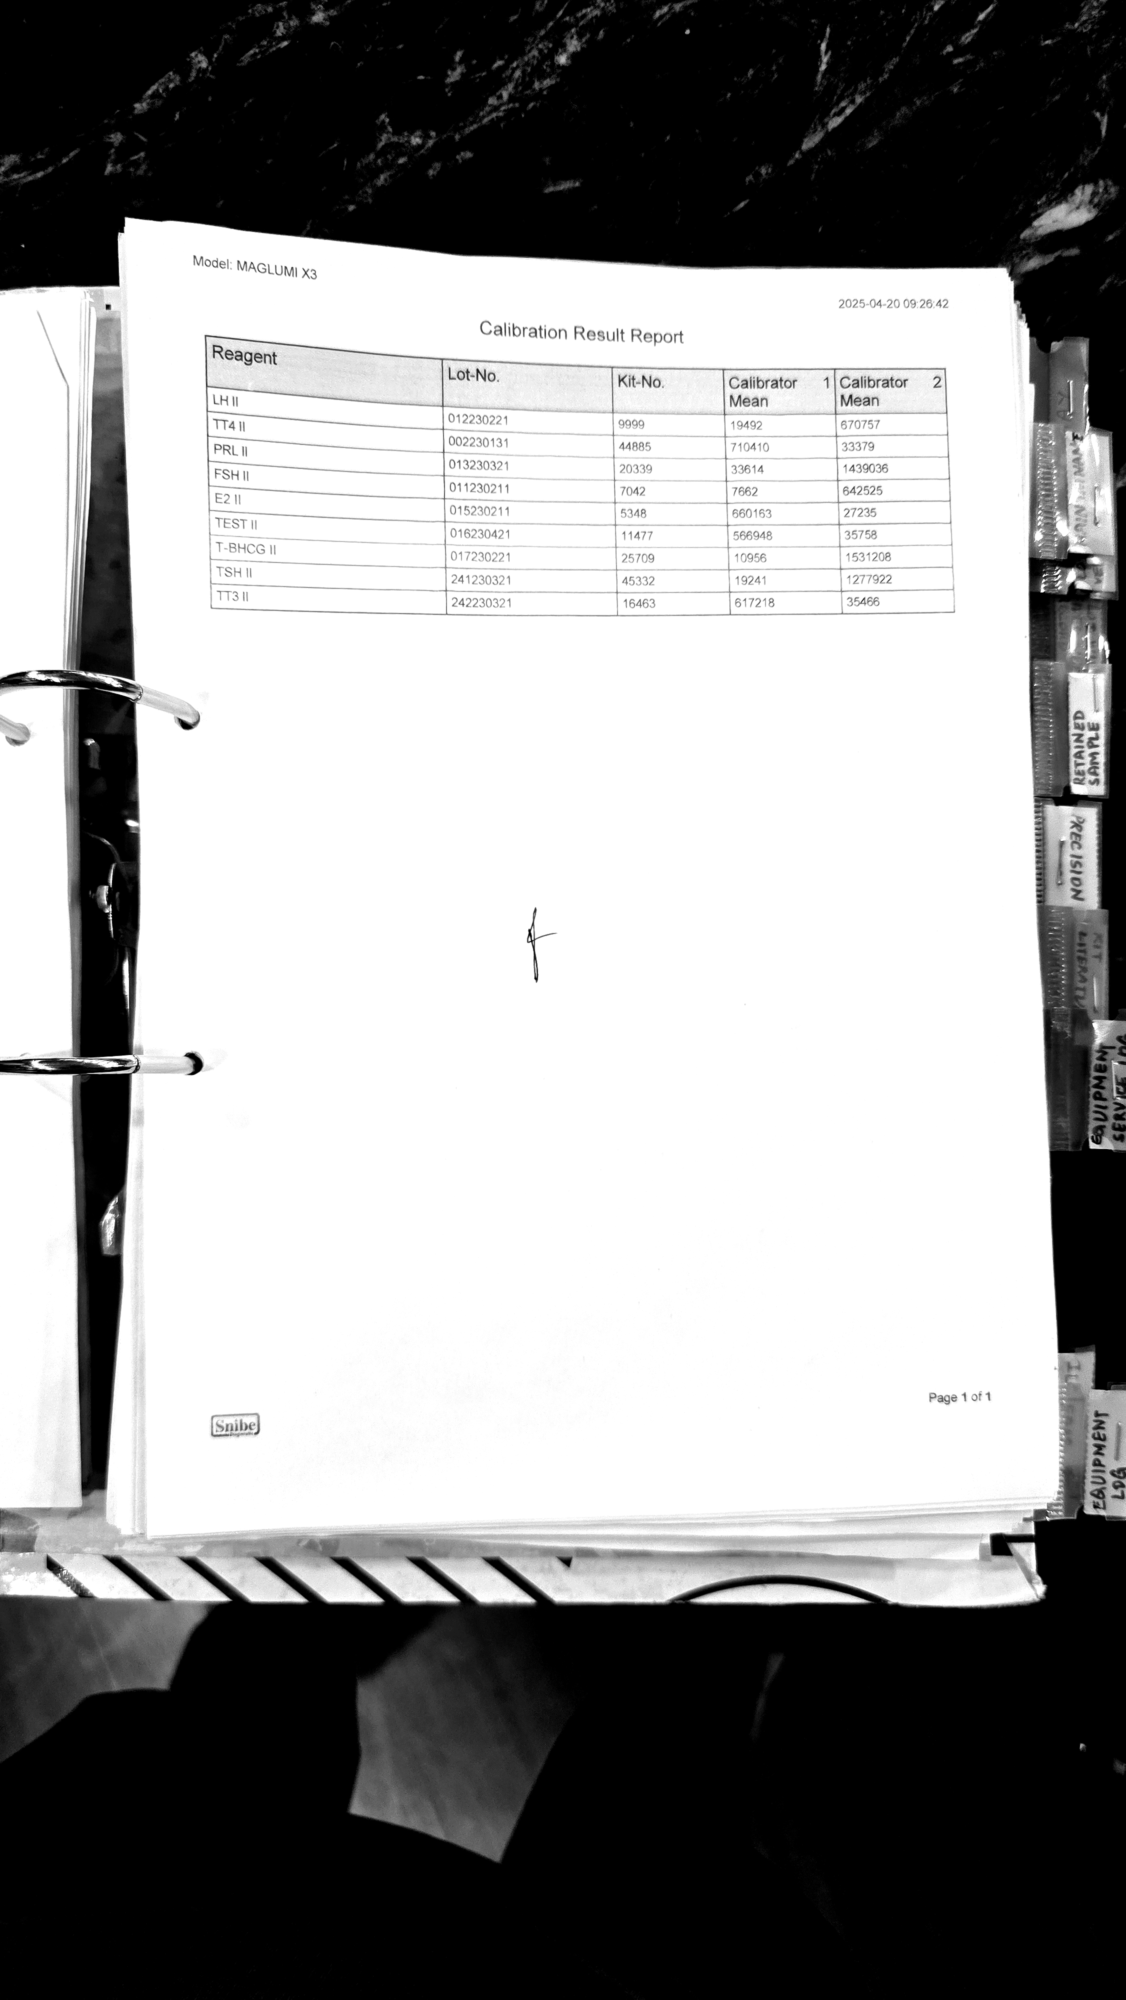 Model: MAGLUMI X3
2025-04-20 09:26:42
Calibration Result Report
Reagent Lot-No. Kit-No. Calibrator 1 Mean Calibrator 2 Mean
LH II 012230221 9999 19492 670757
TT4 II 002230131 44885 710410 33379
PRL II 013230321 20339 33614 1439036
FSH II 011230211 7042 7662 642525
E2 II 015230211 5348 660163 27235
TEST II 016230421 11477 566948 35758
T-BHCG II 017230221 25709 10956 1531208
TSH II 241230321 45332 19241 1277922
TT3 II 242230321 16463 617218 35466
RETAINED
SAMPLE
PRECISION
KIT
EQUIPMENT
EQUIPMENT
LOG
Page 1 of 1
Snibe